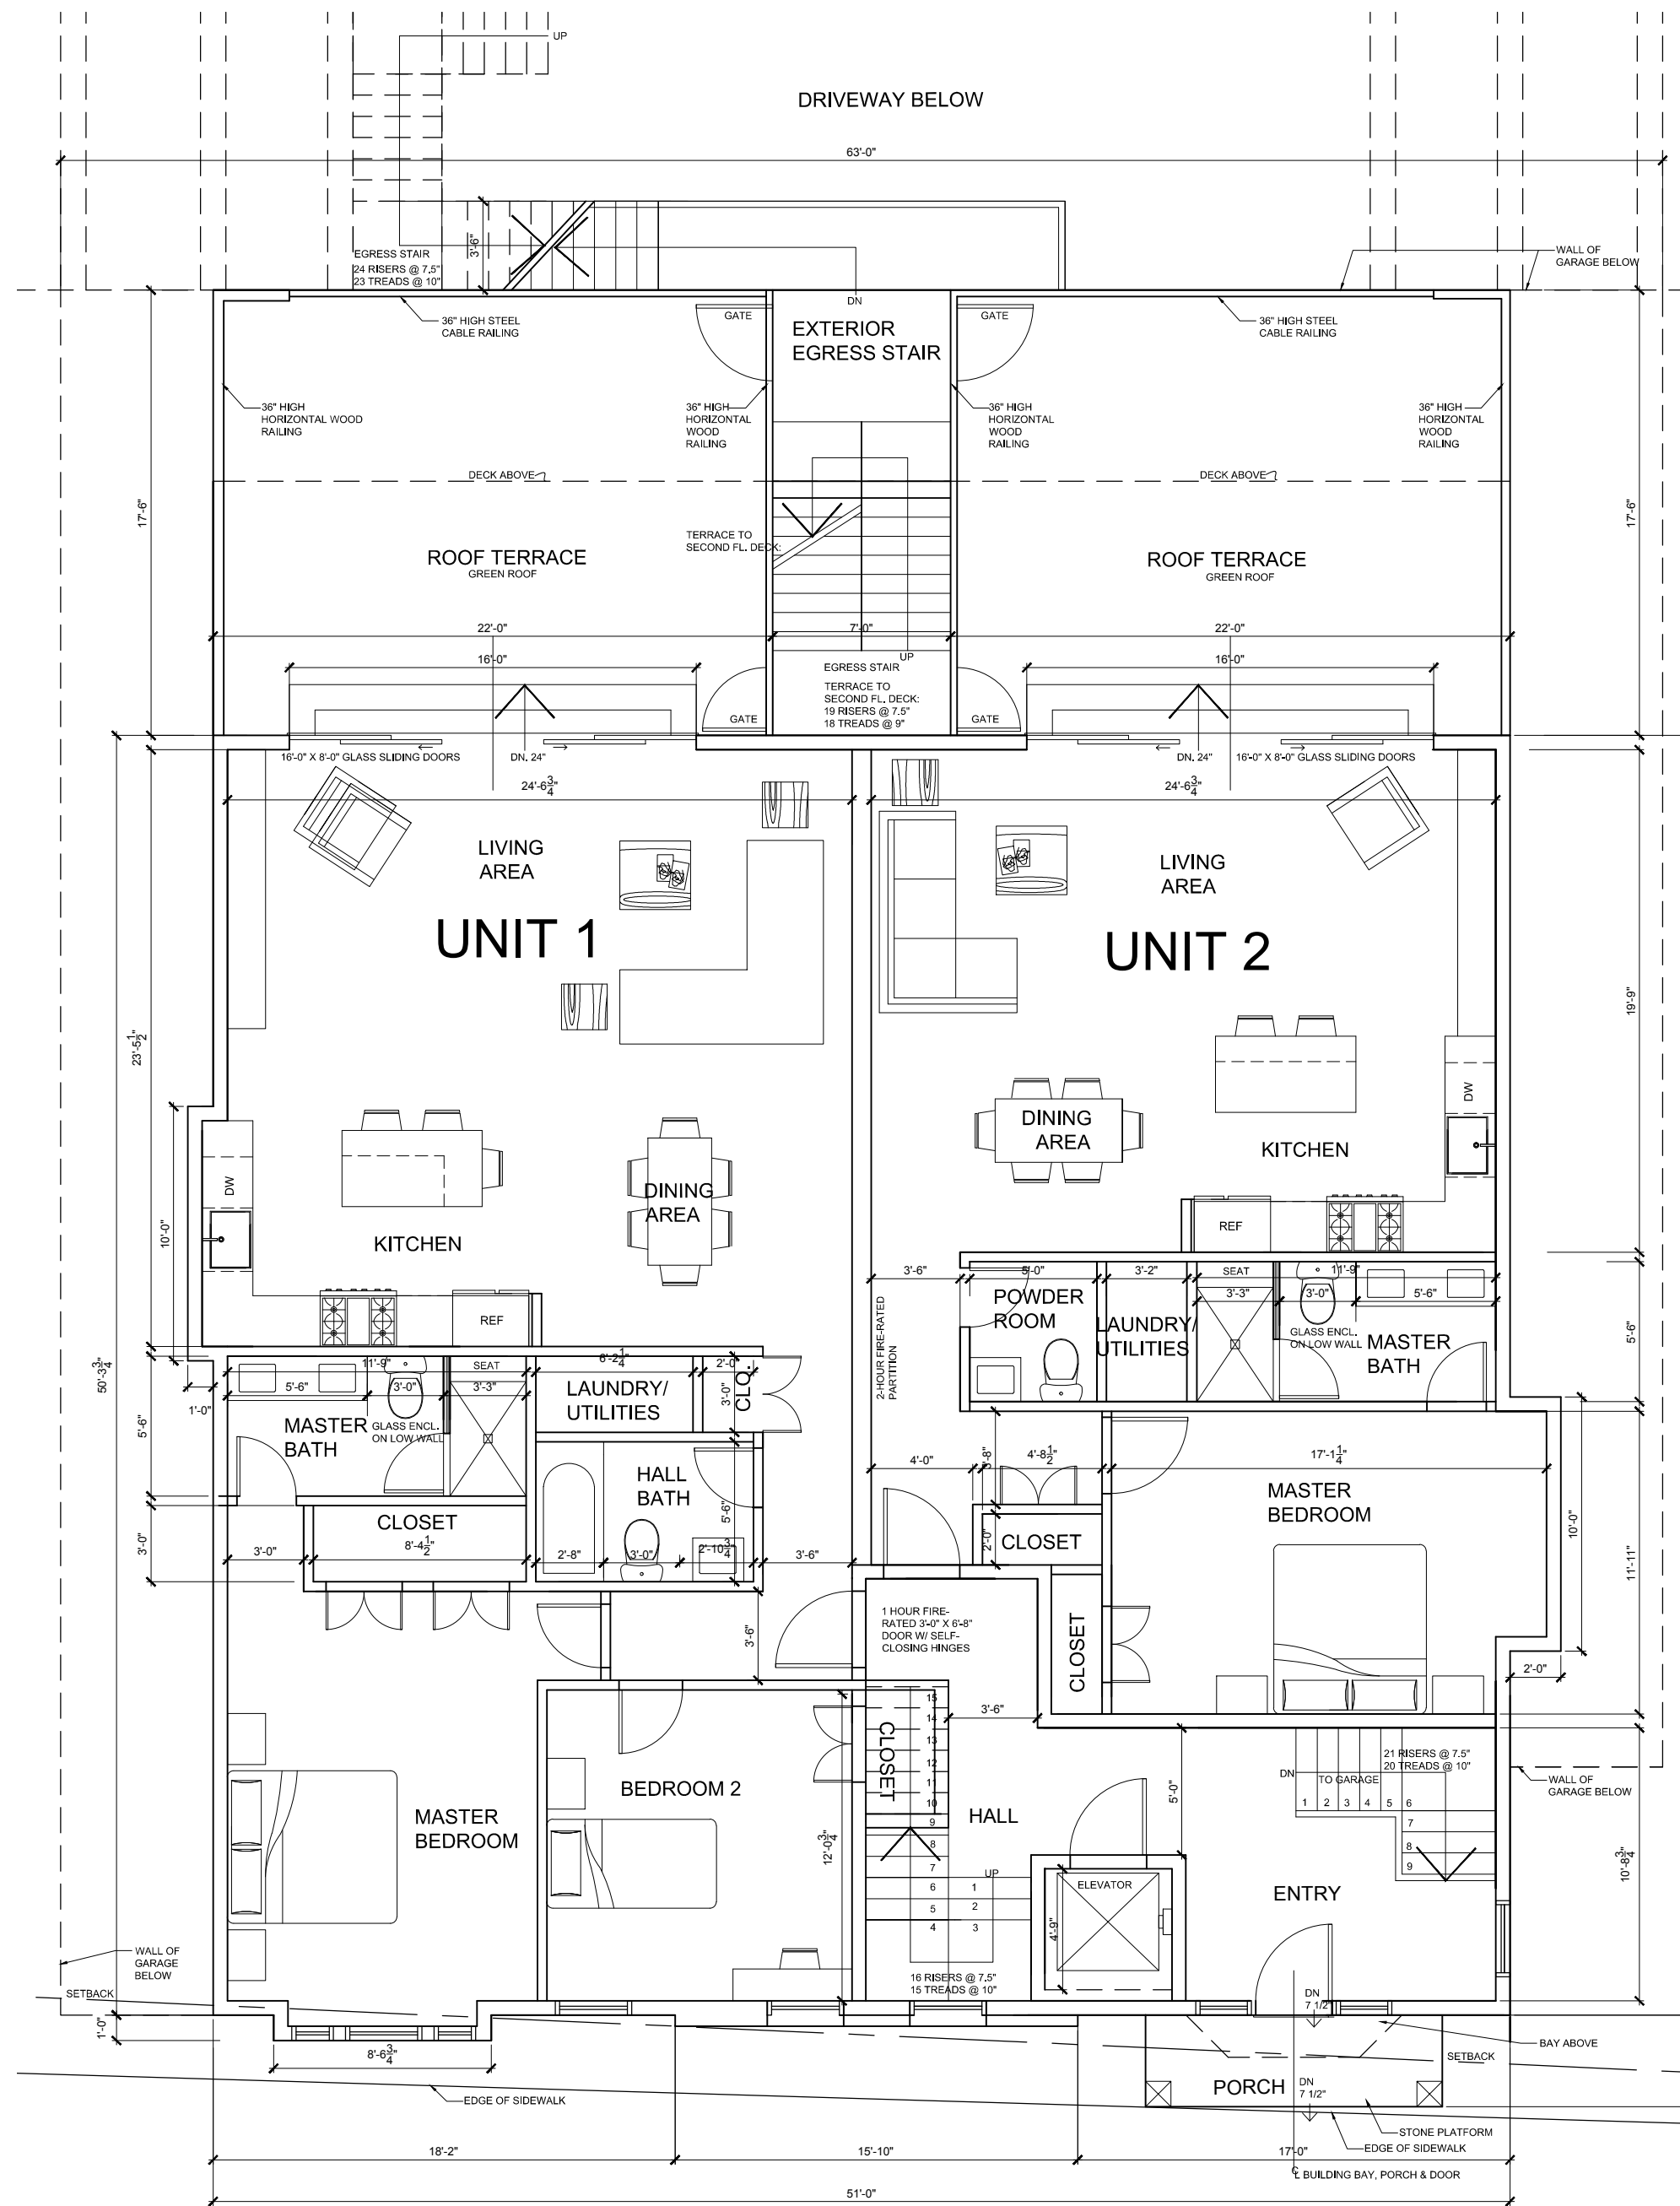 UP
DRIVEWAY BELOW
63'-0"
3'-6"
EGRESS STAIR
24 RISERS @ 7.5"
23 TREADS @ 10"
WALL OF
GARAGE BELOW
DN
GATE
EXTERIOR
EGRESS STAIR
GATE
36" HIGH STEEL
CABLE RAILING
36" HIGH STEEL
CABLE RAILING
36" HIGH
HORIZONTAL WOOD
RAILING
36" HIGH
HORIZONTAL
WOOD
RAILING
36" HIGH
HORIZONTAL
WOOD
RAILING
36" HIGH
HORIZONTAL
WOOD
RAILING
DECK ABOVE
DECK ABOVE
17'-6"
17'-6"
TERRACE TO
SECOND FL. DECK:
ROOF TERRACE
GREEN ROOF
ROOF TERRACE
GREEN ROOF
22'-0"
7'-0"
22'-0"
16'-0"
16'-0"
UP
EGRESS STAIR
TERRACE TO
SECOND FL. DECK:
19 RISERS @ 7.5"
18 TREADS @ 9"
GATE
GATE
16'-0" X 8'-0" GLASS SLIDING DOORS
DN. 24"
DN. 24"
16'-0" X 8'-0" GLASS SLIDING DOORS
24'-6 3/4"
24'-6 3/4"
LIVING
AREA
LIVING
AREA
UNIT 1
UNIT 2
23'-5 1/2"
19'-9"
DW
DINING
AREA
KITCHEN
DW
DINING
AREA
10'-0"
KITCHEN
REF
REF
50'-3 3/4"
3'-6"
5'-0"
3'-2"
SEAT
11'-9"
3'-3"
3'-0"
5'-6"
POWDER
ROOM
LAUNDRY/
UTILITIES
GLASS ENCL.
ON LOW WALL
MASTER
BATH
5'-6"
2-HOUR FIRE-RATED
PARTITION
11'-9"
SEAT
6'-2 1/4"
2'-0"
5'-6"
3'-0"
3'-3"
LAUNDRY/
UTILITIES
3'-0"
CLO.
1'-0"
5'-6"
MASTER
BATH
GLASS ENCL.
ON LOW WALL
HALL
BATH
5'-6"
4'-0"
4'-8 1/2"
3'-8"
17'-1 1/4"
MASTER
BEDROOM
10'-0"
CLOSET
8'-4 1/2"
3'-0"
3'-0"
2'-8"
3'-0"
2'-10 3/4"
3'-6"
2'-0"
CLOSET
11'-11"
3'-6"
1 HOUR FIRE-
RATED 3'-0" X 6'-8"
DOOR W/ SELF-
CLOSING HINGES
CLOSET
2'-0"
15
14
13
12
11
10
9
8
7
6
5
4
3'-6"
CLOSET
21 RISERS @ 7.5"
20 TREADS @ 10"
DN
TO GARAGE
1 2 3 4 5 6
7
8
9
WALL OF
GARAGE BELOW
BEDROOM 2
12'-0 3/4"
HALL
5'-0"
MASTER
BEDROOM
10'-8 3/4"
UP
1
2
3
ELEVATOR
4'-9"
ENTRY
WALL OF
GARAGE
BELOW
SETBACK
16 RISERS @ 7.5"
15 TREADS @ 10"
DN
7 1/2"
1'-0"
8'-6 3/4"
BAY ABOVE
SETBACK
EDGE OF SIDEWALK
PORCH
DN
7 1/2"
STONE PLATFORM
EDGE OF SIDEWALK
18'-2"
15'-10"
17'-0"
℄ BUILDING BAY, PORCH & DOOR
51'-0"